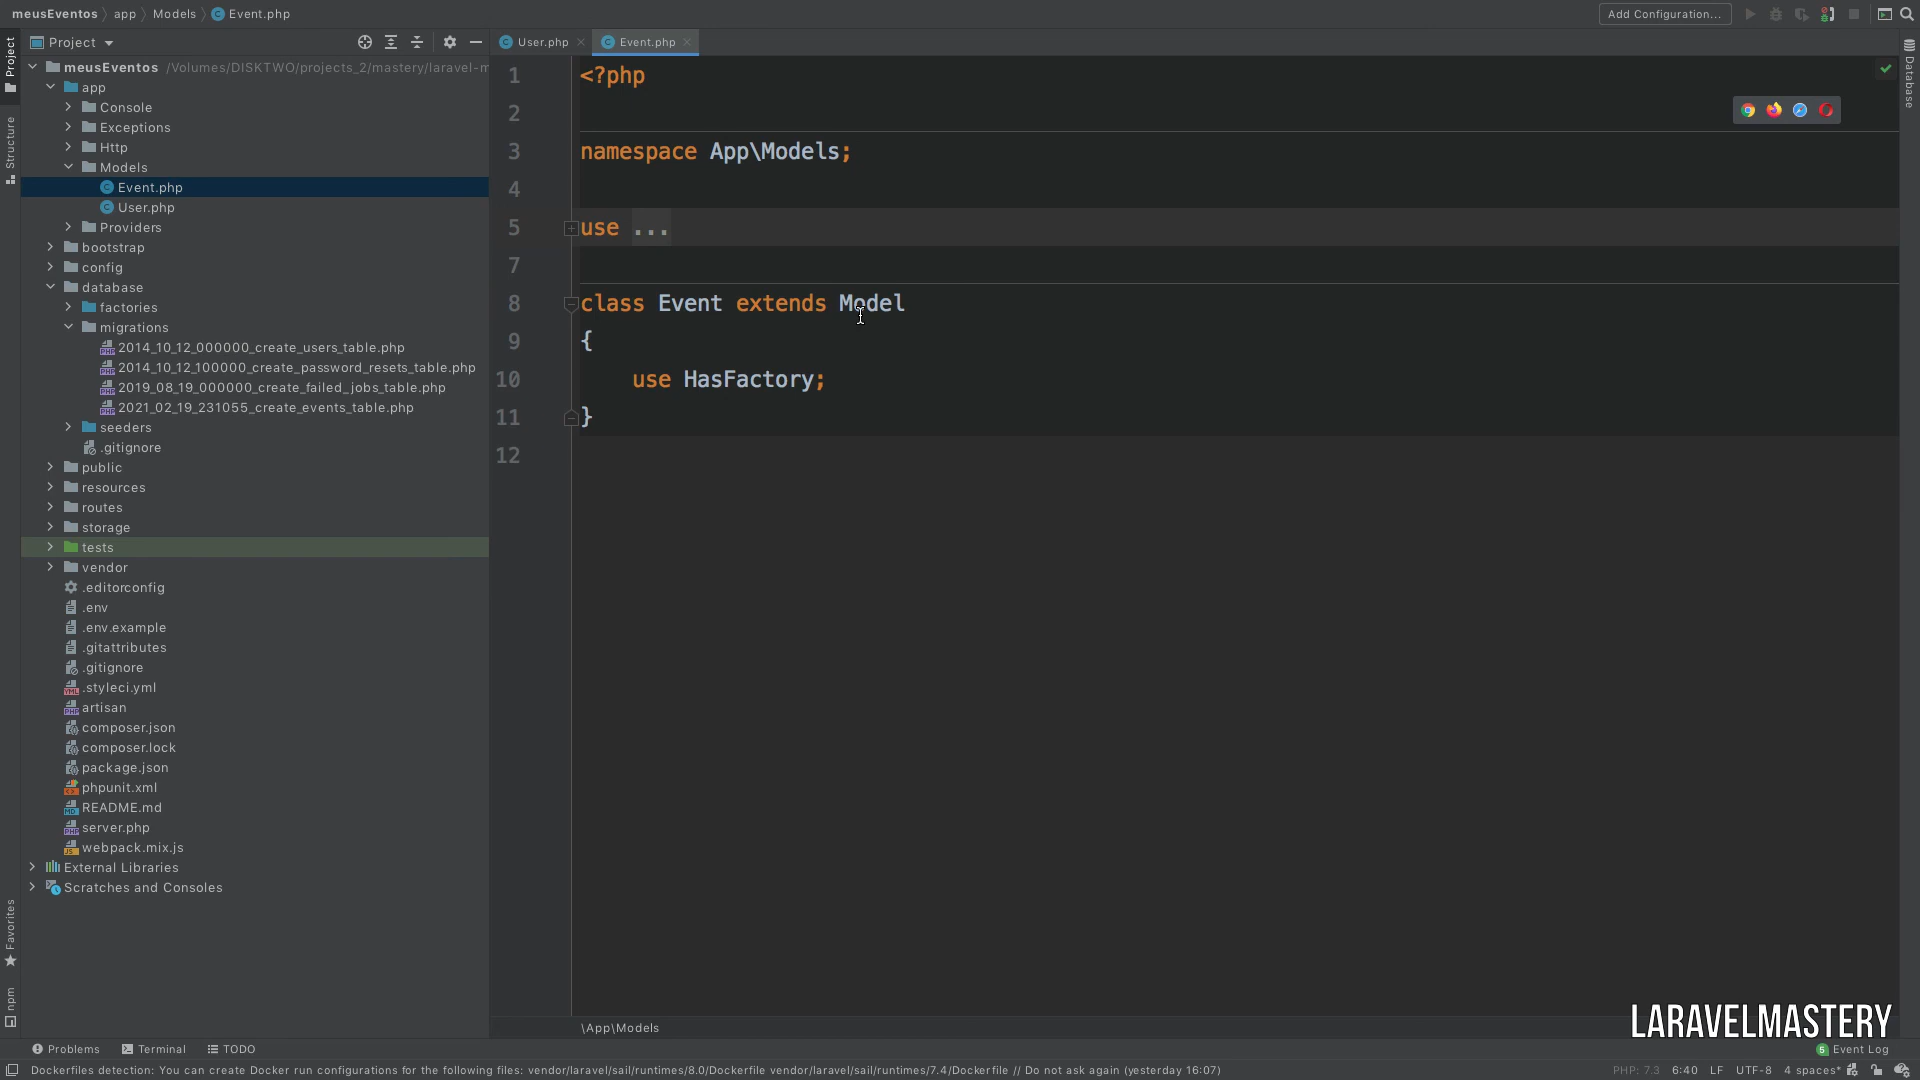 meusEventos app Models Event.php
Add Configuration...
Project
User.php Event.php
meusEventos /Volumes/DISKTWO/projects_2/mastery/laravel-m
app
Console
Exceptions
Http
Models
Event.php
User.php
Providers
bootstrap
config
database
factories
migrations
2014_10_12_000000_create_users_table.php
2014_10_12_100000_create_password_resets_table.php
2019_08_19_000000_create_failed_jobs_table.php
2021_02_19_231055_create_events_table.php
seeders
.gitignore
public
resources
routes
storage
tests
vendor
.editorconfig
.env
.env.example
.gitattributes
.gitignore
.styleci.yml
artisan
composer.json
composer.lock
package.json
phpunit.xml
README.md
server.php
webpack.mix.js
External Libraries
Scratches and Consoles
Project
Structure
Favorites
npm
1 <?php
2
3 namespace App\Models;
4
5 use ...
7
8 class Event extends Model
9 {
10 use HasFactory;
11 }
12
Database
\App\Models
LARAVELMASTERY
Problems Terminal TODO
5 Event Log
Dockerfiles detection: You can create Docker run configurations for the following files: vendor/laravel/sail/runtimes/8.0/Dockerfile vendor/laravel/sail/runtimes/7.4/Dockerfile // Do not ask again (yesterday 16:07)
PHP: 7.3 6:40 LF UTF-8 4 spaces*